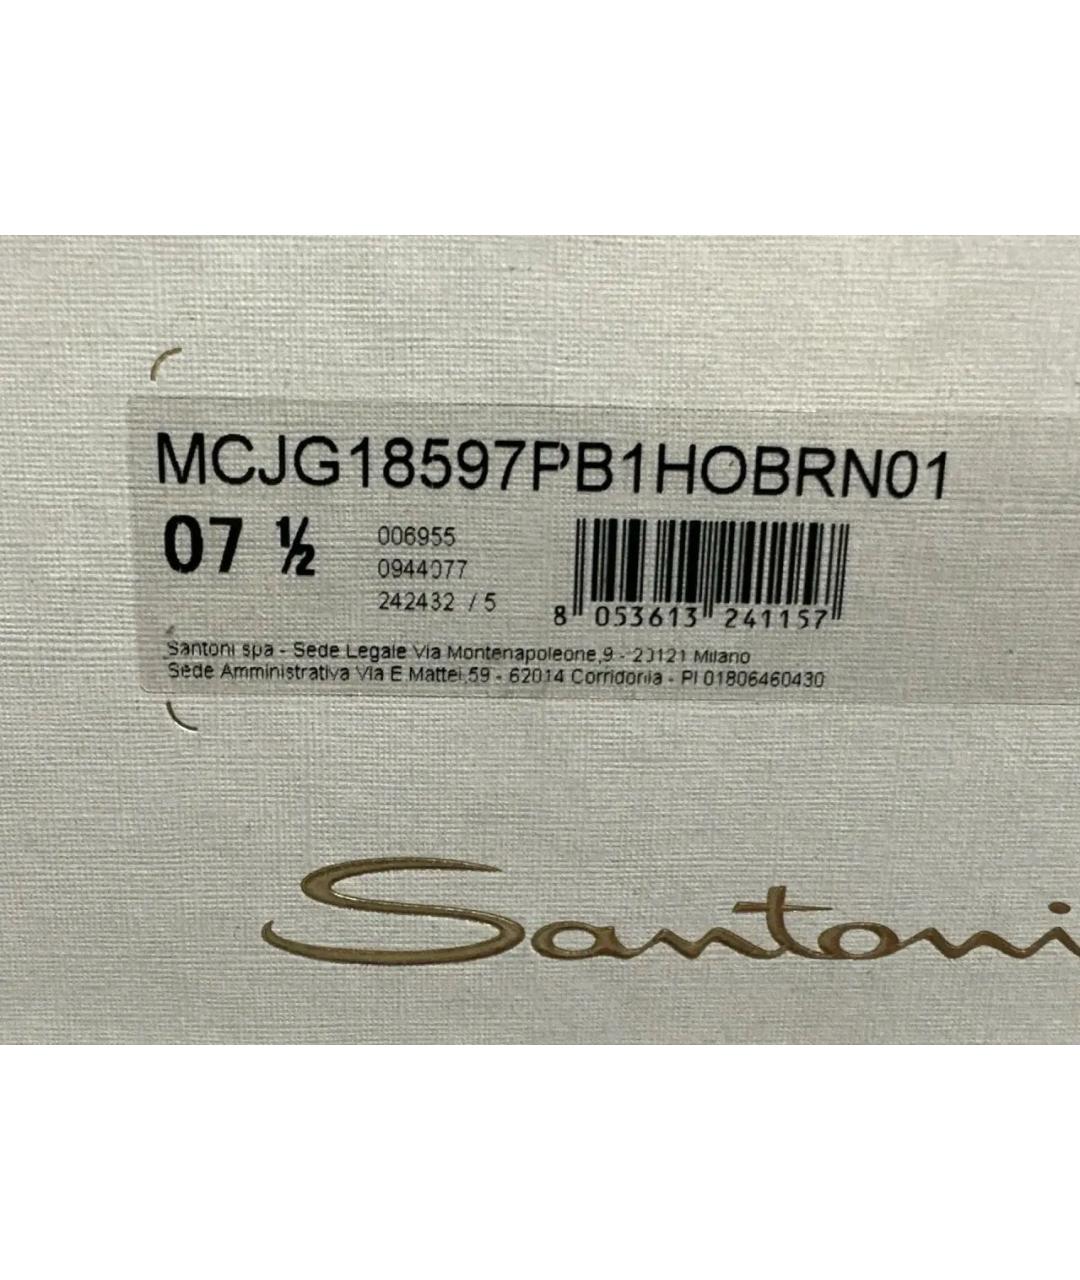 MCJG18597PB1HOBRN01
07 ½
006955
0944077
242432 / 5
8 053613 241157
Santoni spa - Sede Legale Via Montenapoleone,9 - 20121 Milano
Sede Amministrativa Via E.Mattei,59 - 62014 Corridonia - PI 01806460430
Santoni